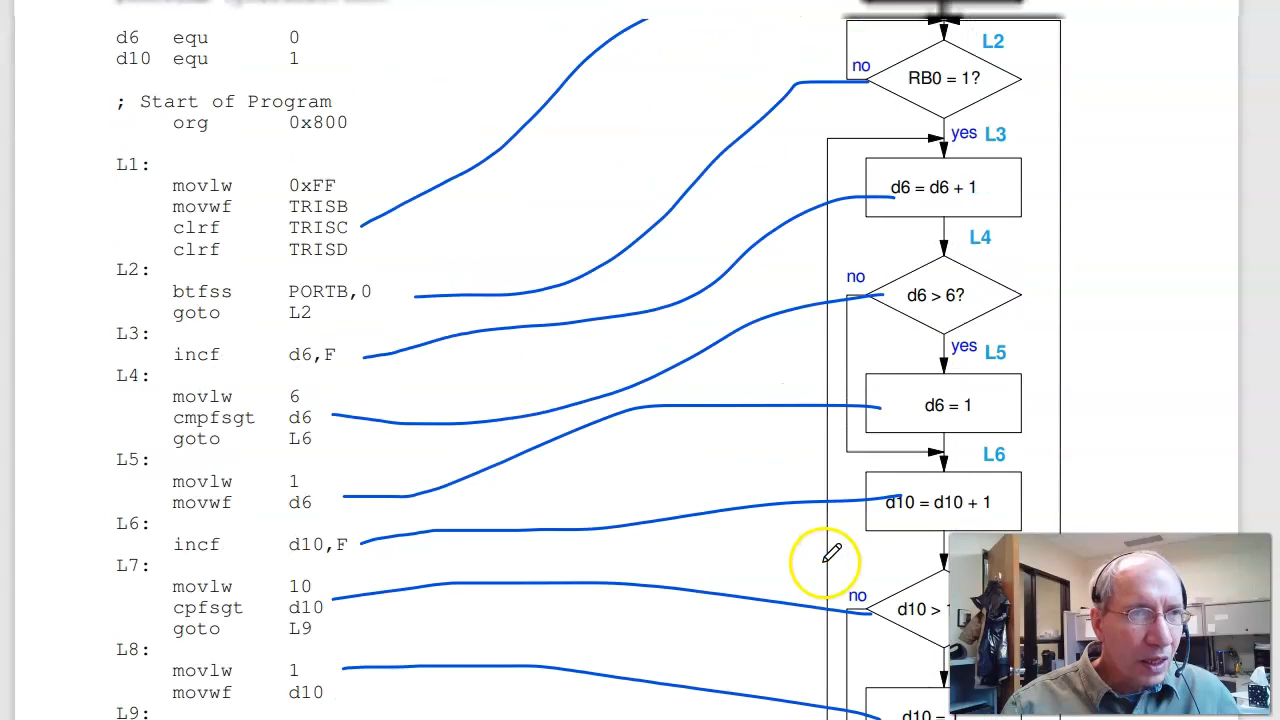 d6 equ 0
d10 equ 1
; Start of Program
org 0x800
L1:
movlw 0xFF
movwf TRISB
clrf TRISC
clrf TRISD
L2:
btfss PORTB,0
goto L2
L3:
incf d6,F
L4:
movlw 6
cmpfsgt d6
goto L6
L5:
movlw 1
movwf d6
L6:
incf d10,F
L7:
movlw 10
cpfsgt d10
goto L9
L8:
movlw 1
movwf d10
L9:
L2
no
RB0 = 1?
yes L3
d6 = d6 + 1
L4
no
d6 > 6?
yes L5
d6 = 1
L6
d10 = d10 + 1
no
d10 >
d10 =